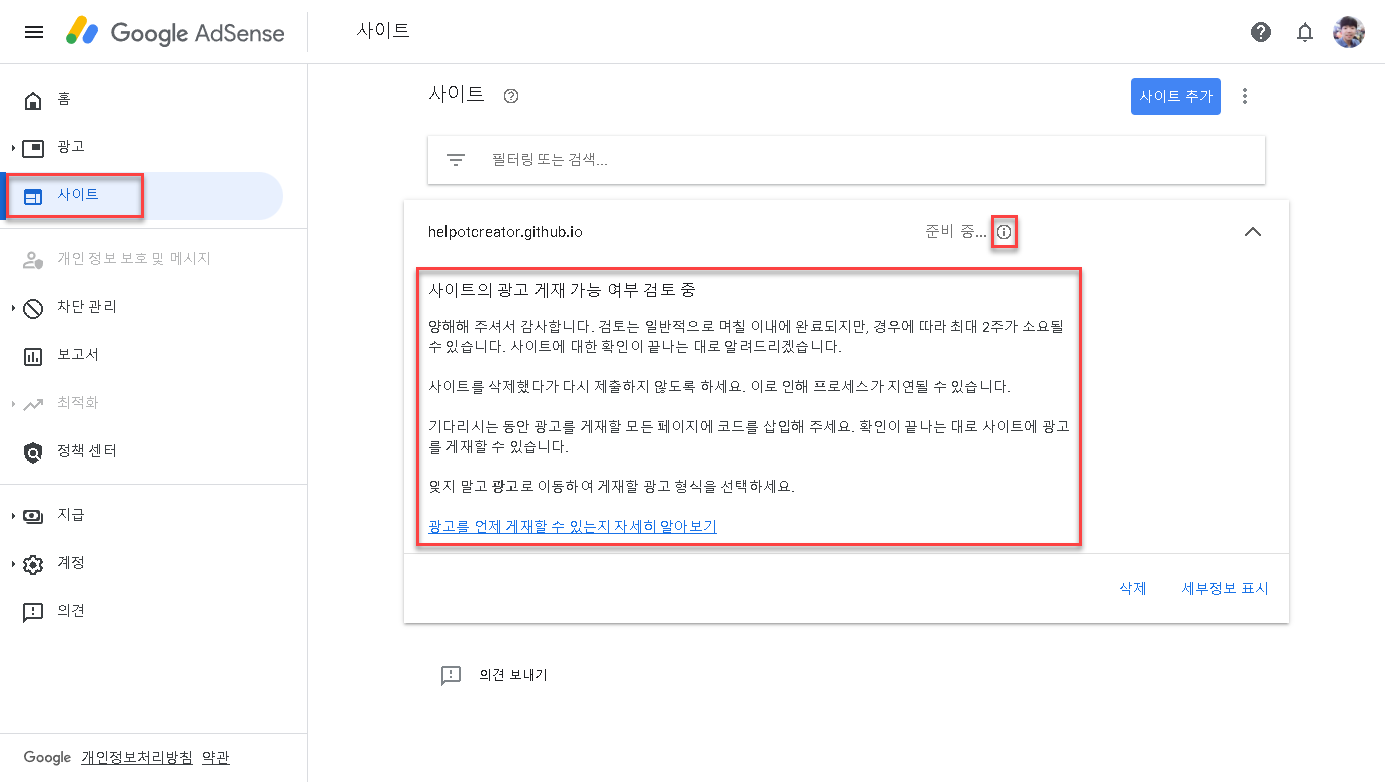 Google AdSense
사이트
홈
광고
사이트
개인 정보 보호 및 메시지
차단 관리
보고서
최적화
정책 센터
지급
계정
의견
Google 개인정보처리방침 약관
사이트
사이트 추가
필터링 또는 검색...
helpotcreator.github.io
준비 중...
사이트의 광고 게재 가능 여부 검토 중
양해해 주셔서 감사합니다. 검토는 일반적으로 며칠 이내에 완료되지만, 경우에 따라 최대 2주가 소요될
수 있습니다. 사이트에 대한 확인이 끝나는 대로 알려드리겠습니다.
사이트를 삭제했다가 다시 제출하지 않도록 하세요. 이로 인해 프로세스가 지연될 수 있습니다.
기다리시는 동안 광고를 게재할 모든 페이지에 코드를 삽입해 주세요. 확인이 끝나는 대로 사이트에 광고
를 게재할 수 있습니다.
잊지 말고 광고로 이동하여 게재할 광고 형식을 선택하세요.
광고를 언제 게재할 수 있는지 자세히 알아보기
삭제
세부정보 표시
의견 보내기